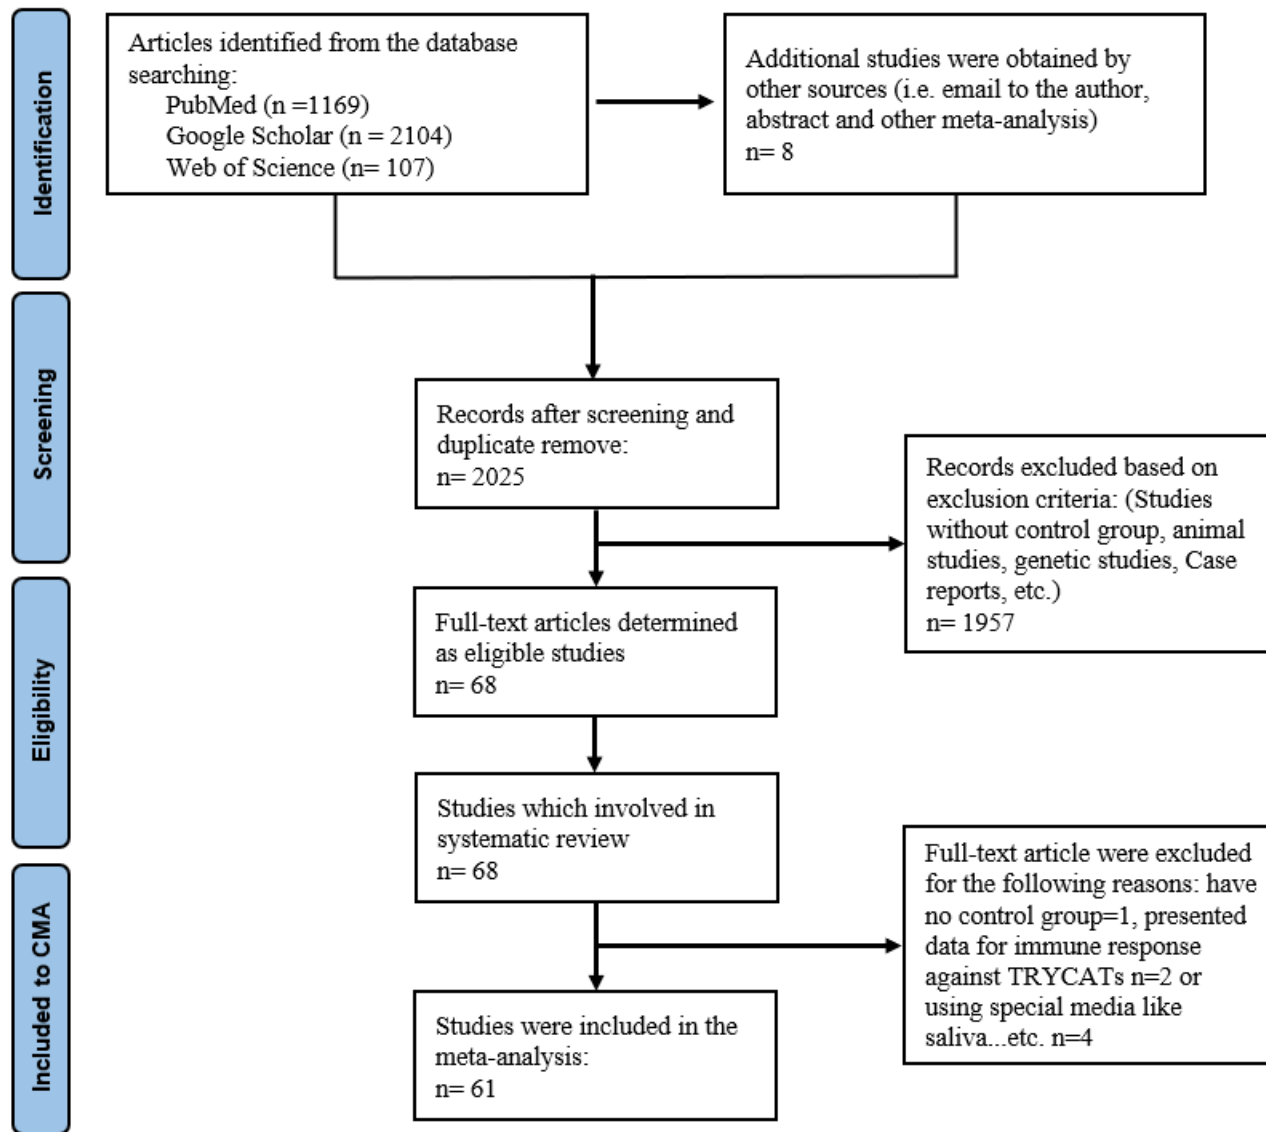 Identification
Articles identified from the database
searching:
PubMed (n =1169)
Google Scholar (n = 2104)
Web of Science (n= 107)
Additional studies were obtained by
other sources (i.e. email to the author,
abstract and other meta-analysis)
n= 8
Screening
Records after screening and
duplicate remove:
n= 2025
Records excluded based on
exclusion criteria: (Studies
without control group, animal
studies, genetic studies, Case
reports, etc.)
n= 1957
Eligibility
Full-text articles determined
as eligible studies
n= 68
Studies which involved in
systematic review
n= 68
Included to CMA
Full-text article were excluded
for the following reasons: have
no control group=1, presented
data for immune response
against TRYCATs n=2 or
using special media like
saliva...etc. n=4
Studies were included in the
meta-analysis:
n= 61